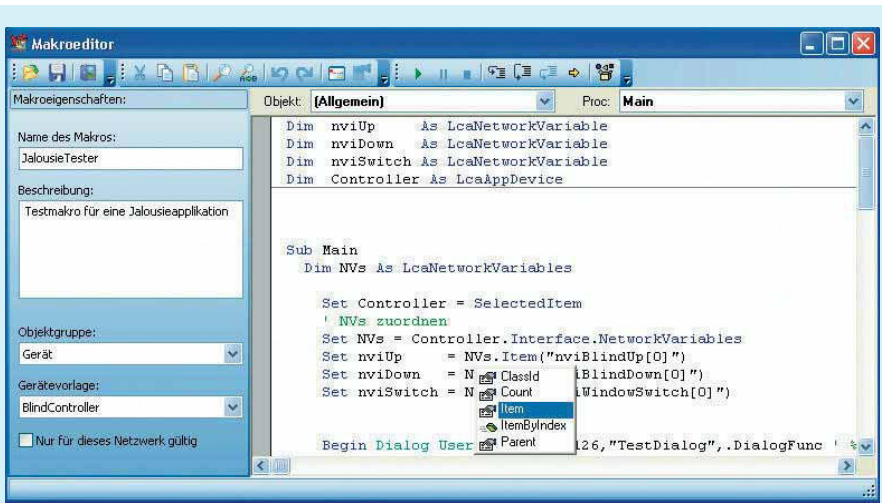 Makroeditor
Makroeigenschaften:
Name des Makros:
JalousieTester
Beschreibung:
Testmakro für eine Jalousieapplikation
Objektgruppe:
Gerät
Gerätevorlage:
BlindController
Nur für dieses Netzwerk gültig
Objekt: (Allgemein) Proc: Main
Dim nviUp As LcaNetworkVariable
Dim nviDown As LcaNetworkVariable
Dim nviSwitch As LcaNetworkVariable
Dim Controller As LcaAppDevice
Sub Main
Dim NVs As LcaNetworkVariables
Set Controller = SelectedItem
' NVs zuordnen
Set NVs = Controller.Interface.NetworkVariables
Set nviUp = NVs.Item("nviBlindUp[0]")
Set nviDown = N iBlindDown[0]")
Set nviSwitch = N iWindowSwitch[0]")
Begin Dialog User 126,"TestDialog",.DialogFunc '
ClassId
Count
Item
ItemByIndex
Parent